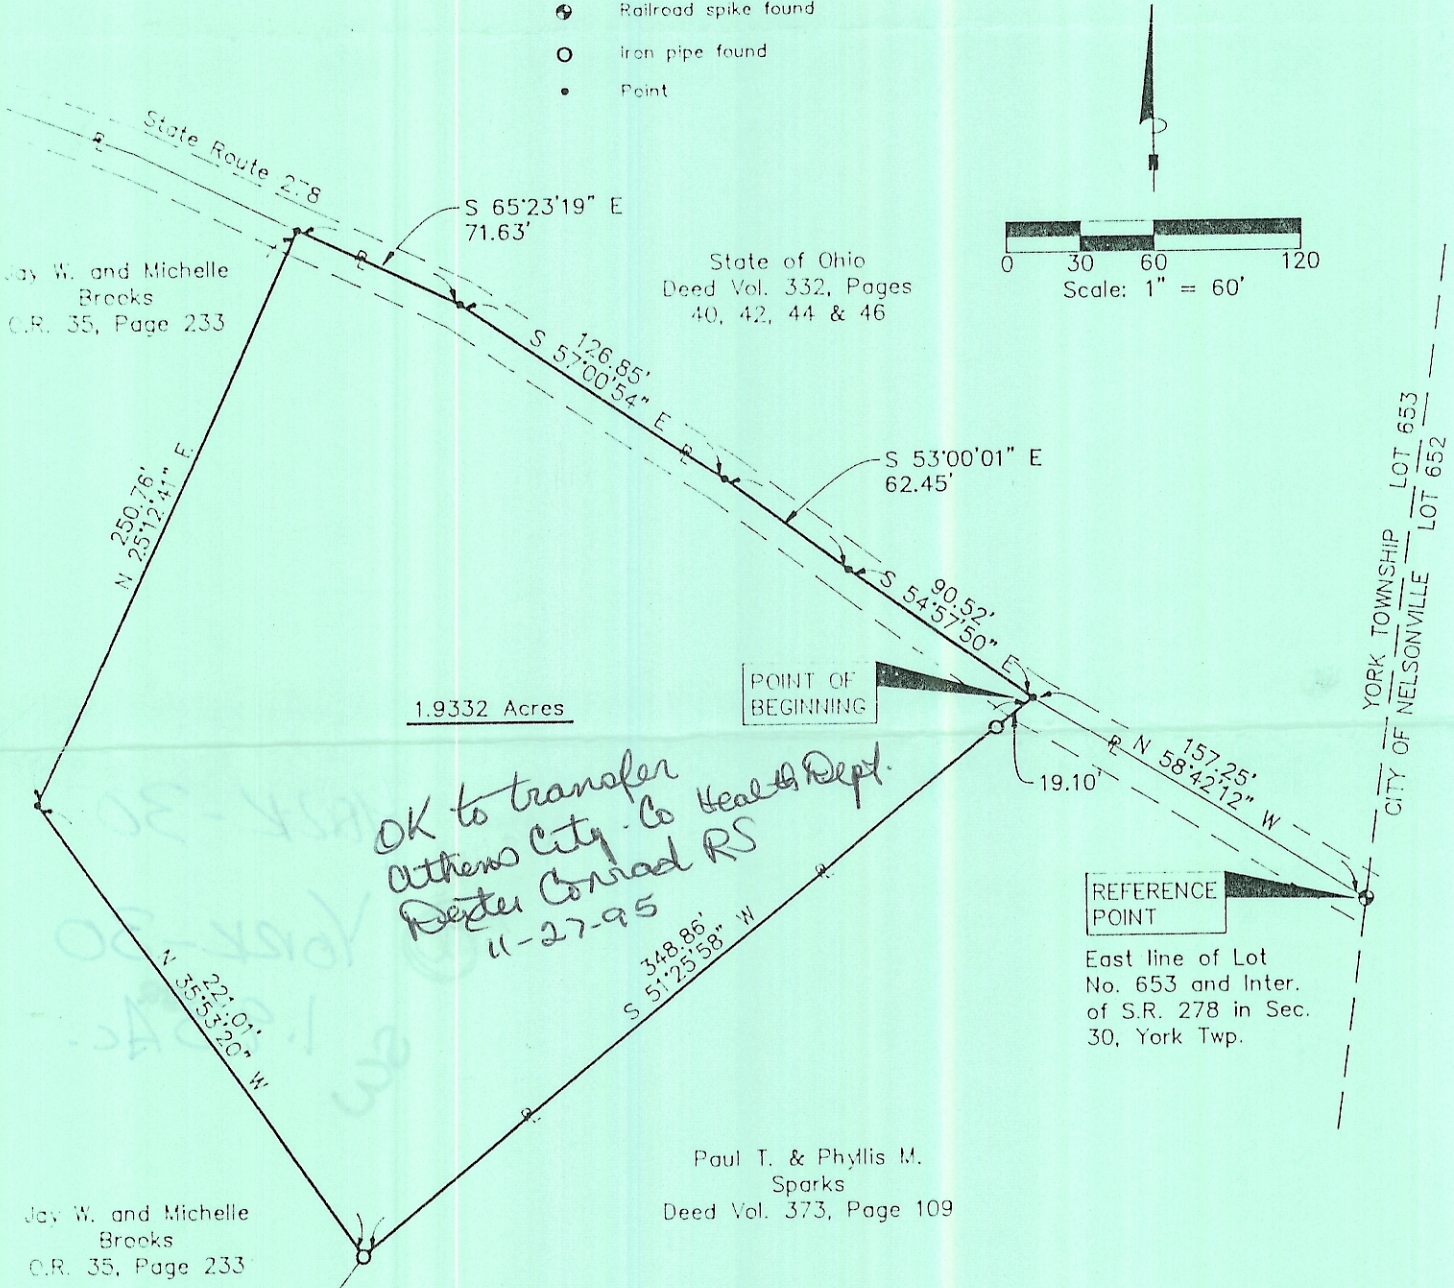 Railroad spike found
iron pipe found
Point
State Route 278
S 65°23'19" E
71.63'
Jay W. and Michelle
Brooks
O.R. 35, Page 233
State of Ohio
Deed Vol. 332, Pages
40, 42, 44 & 46
0 30 60 120
Scale: 1" = 60'
126.85'
S 57°00'54" E
S 53°00'01" E
62.45'
250.76'
N 25°12'41" E
90.52'
S 54°57'50" E
YORK TOWNSHIP LOT 653
CITY OF NELSONVILLE LOT 652
POINT OF
BEGINNING
1.9332 Acres
157.25'
N 58°42'12" W
19.10'
OK to transfer
Athens City-Co Health Dept.
Dexter Conrad RS
11-27-95
REFERENCE
POINT
East line of Lot
No. 653 and Inter.
of S.R. 278 in Sec.
30, York Twp.
348.86'
S 51°25'58" W
221.01'
N 35°53'20" W
YORK-30
Paul T. & Phyllis M.
Sparks
Deed Vol. 373, Page 109
Jay W. and Michelle
Brooks
O.R. 35, Page 233